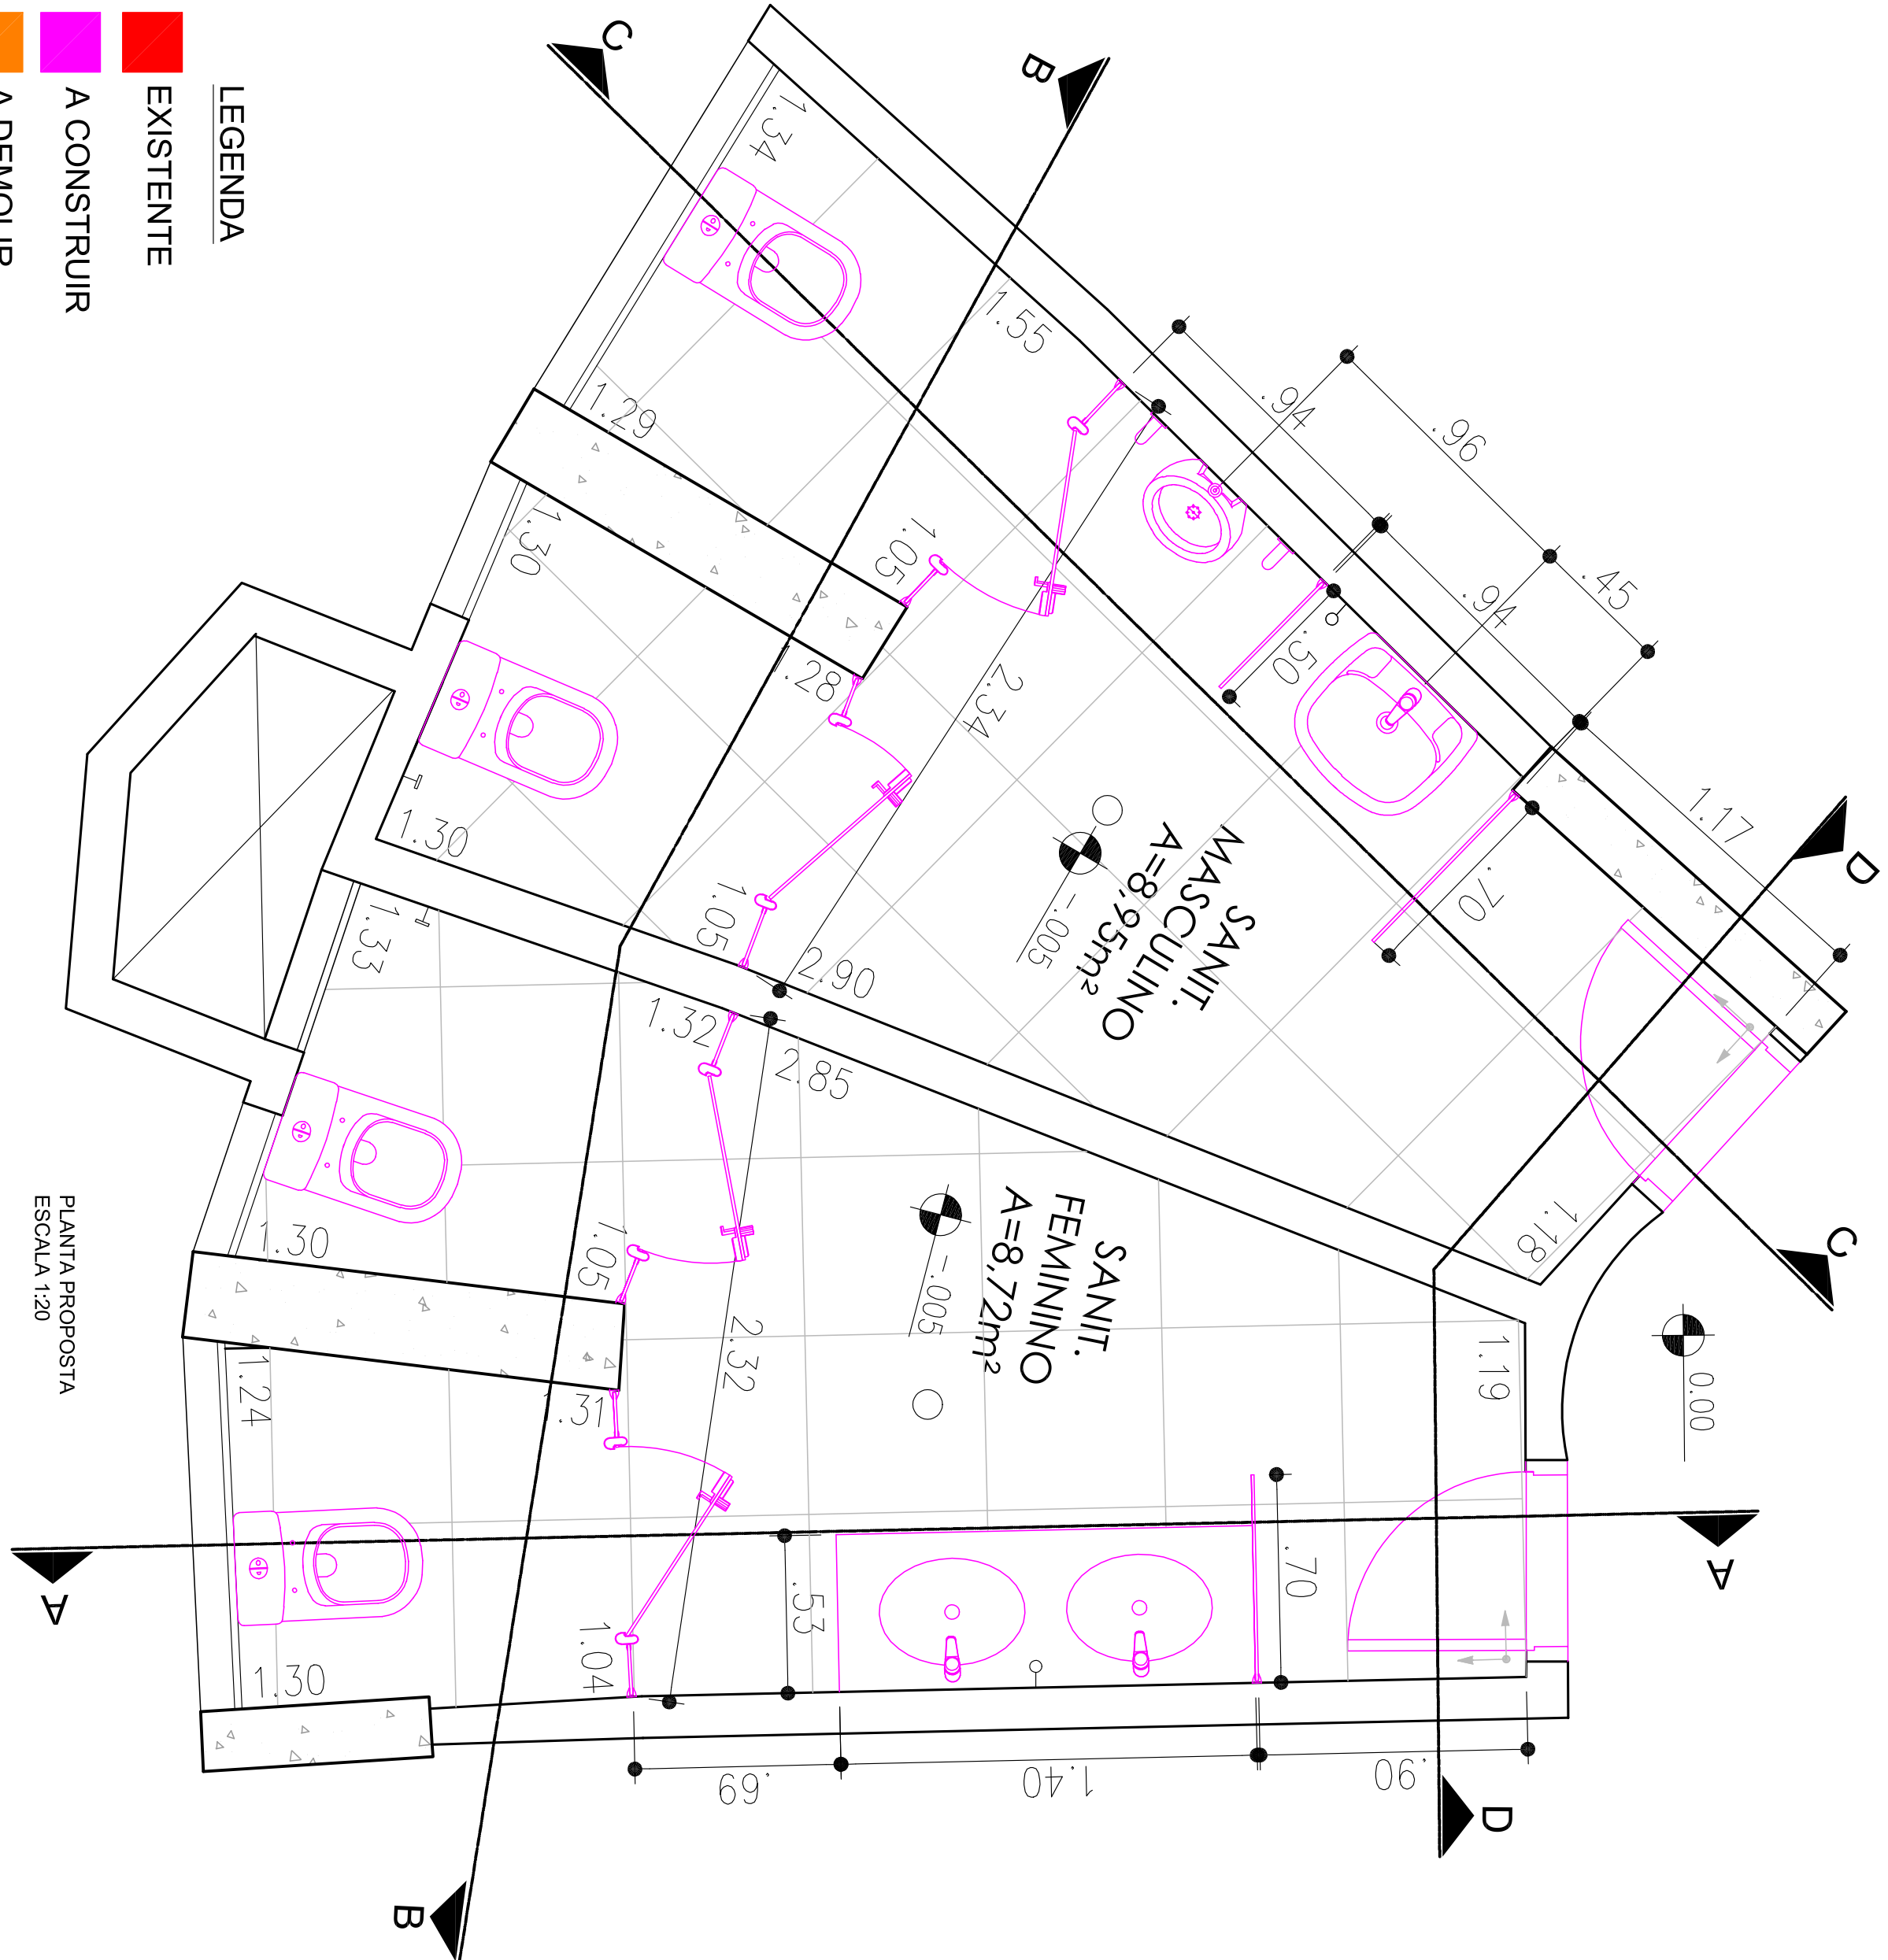 LEGENDA
EXISTENTE
A CONSTRUIR
A DEMOLIR
PLANTA PROPOSTA
ESCALA 1:20
SANIT.
MASCULINO
A=8,95m²
-.005
SANIT.
FEMININO
A=8,72m²
-.005
0.00
C
B
D
C
A
A
D
B
1.34
1.55
1.29
1.30
1.05
1.28
2.34
.94
.96
.94
.45
.50
1.17
.70
1.30
1.05
2.90
1.33
1.32
2.85
1.18
1.19
1.30
1.05
2.32
1.24
1.31
1.30
1.04
.53
.70
.69
1.40
.90